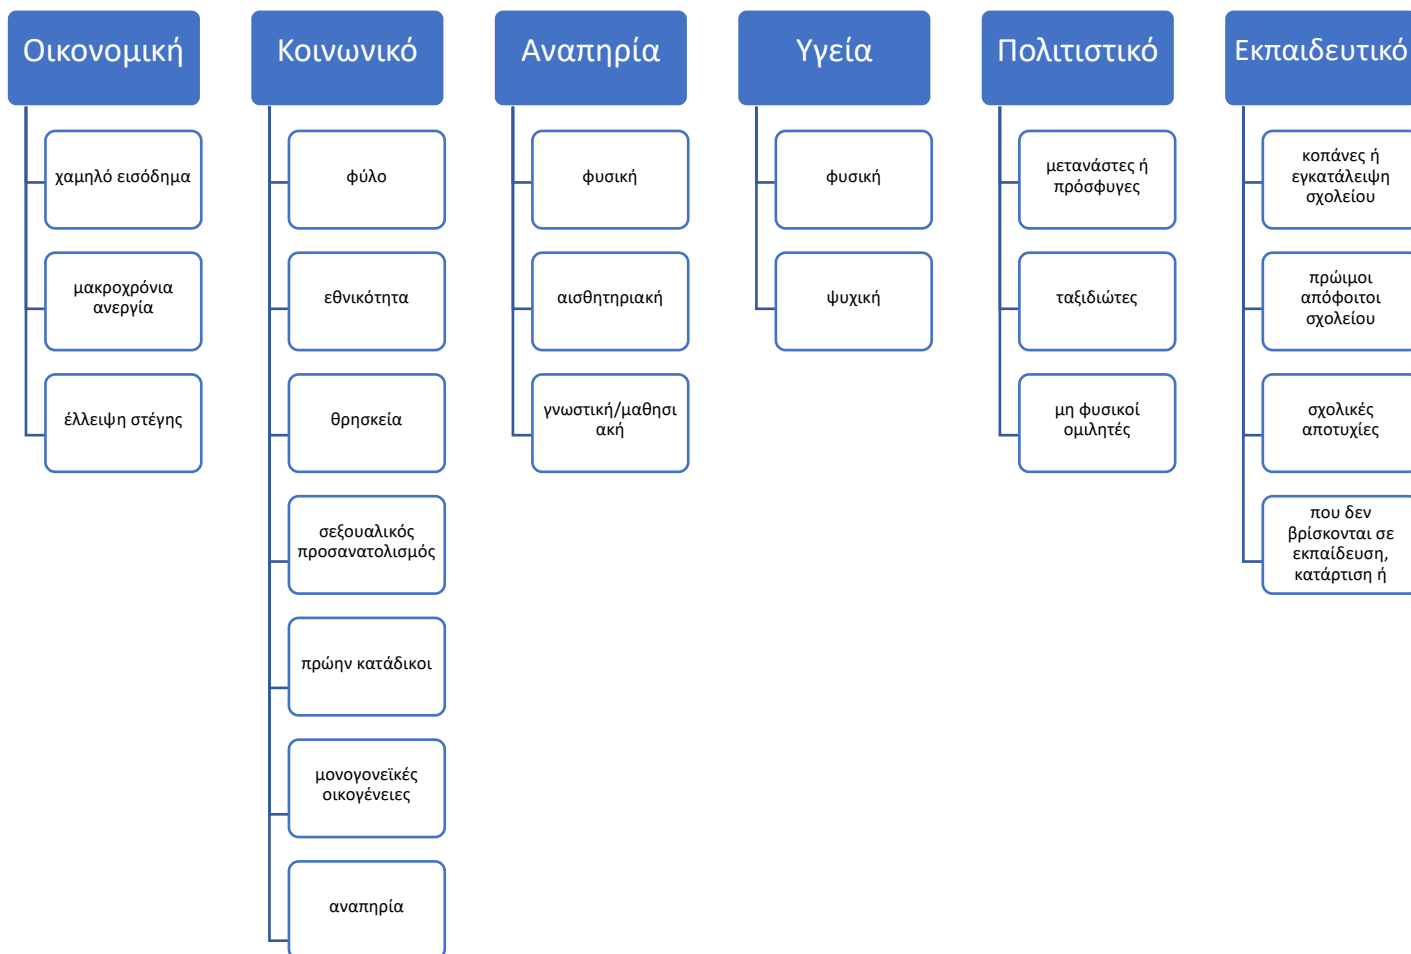 Οικονομική
χαμηλό εισόδημα
μακροχρόνια
ανεργία
έλλειψη στέγης
Κοινωνικό
φύλο
εθνικότητα
θρησκεία
σεξουαλικός
προσανατολισμός
πρώην κατάδικοι
μονογονεϊκές
οικογένειες
αναπηρία
Αναπηρία
φυσική
αισθητηριακή
γνωστική/μαθησι
ακή
Υγεία
φυσική
ψυχική
Πολιτιστικό
μετανάστες ή
πρόσφυγες
ταξιδιώτες
μη φυσικοί
ομιλητές
Εκπαιδευτικό
κοπάνες ή
εγκατάλειψη
σχολείου
πρώιμοι
απόφοιτοι
σχολείου
σχολικές
αποτυχίες
που δεν
βρίσκονται σε
εκπαίδευση,
κατάρτιση ή